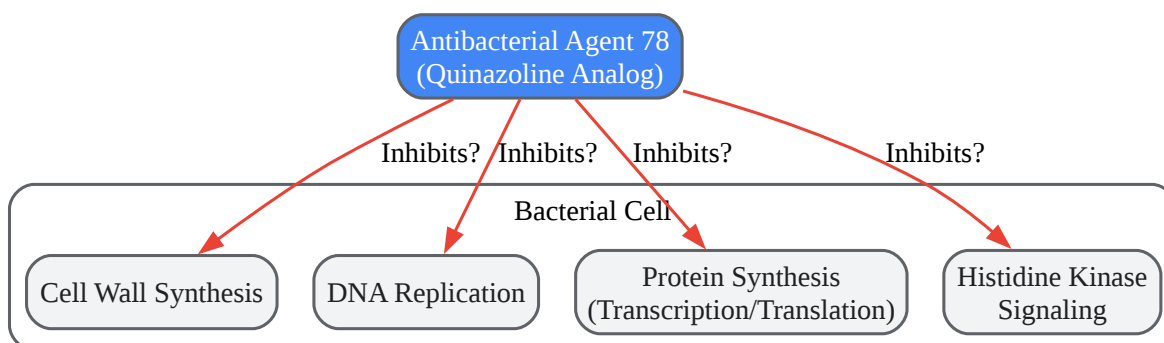 Antibacterial Agent 78
(Quinazoline Analog)
Inhibits?
Inhibits?
Inhibits?
Inhibits?
Bacterial Cell
Cell Wall Synthesis
DNA Replication
Protein Synthesis
(Transcription/Translation)
Histidine Kinase
Signaling